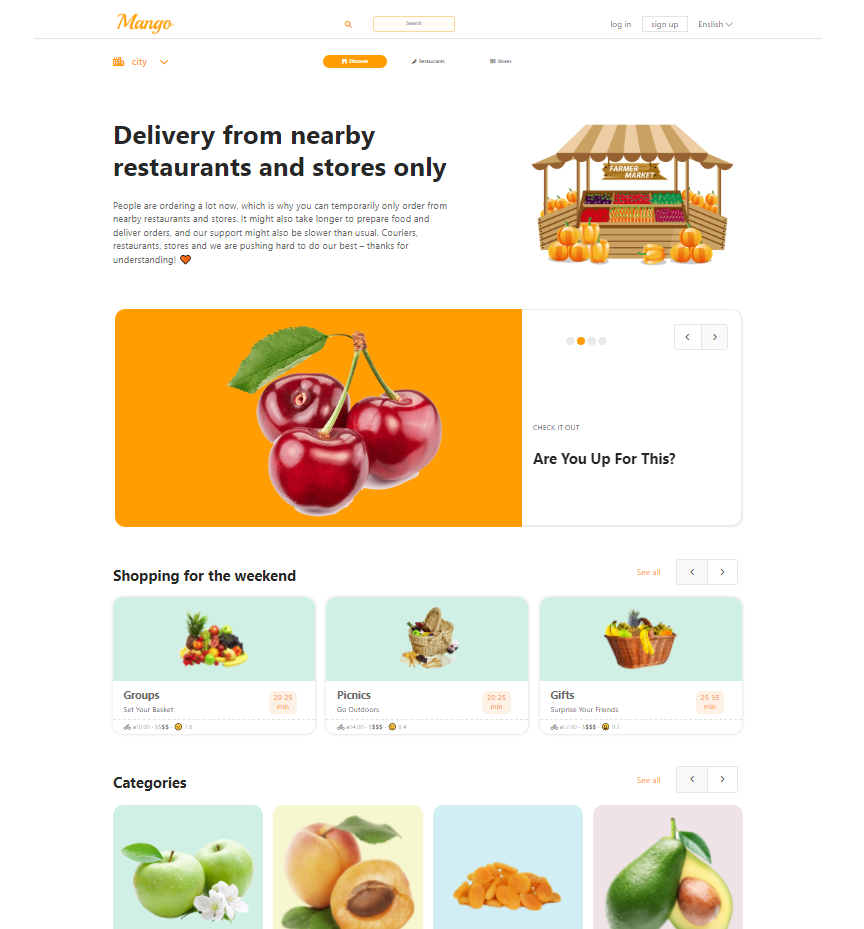 Mango
Search
log in
sign up
Enslish
city
Discover
Restaurants
Stores
Delivery from nearby
restaurants and stores only
FARMER
MARKET
People are ordering a lot now, which is why you can temporarily only order from
nearby restaurants and stores. It might also take longer to prepare food and
deliver orders, and our support might also be slower than usual. Couriers,
restaurants, stores and we are pushing hard to do our best – thanks for
understanding! 🧡
CHECK IT OUT
Are You Up For This?
Shopping for the weekend
See all
Groups
Set Your Basket
20-25
min
10.00 - $$$$ - 7.8
Picnics
Go Outdoors
20-25
min
14.00 - $$$$ - 8.4
Gifts
Surprise Your Friends
25-35
min
12.00 - $$$$ - 9.2
Categories
See all